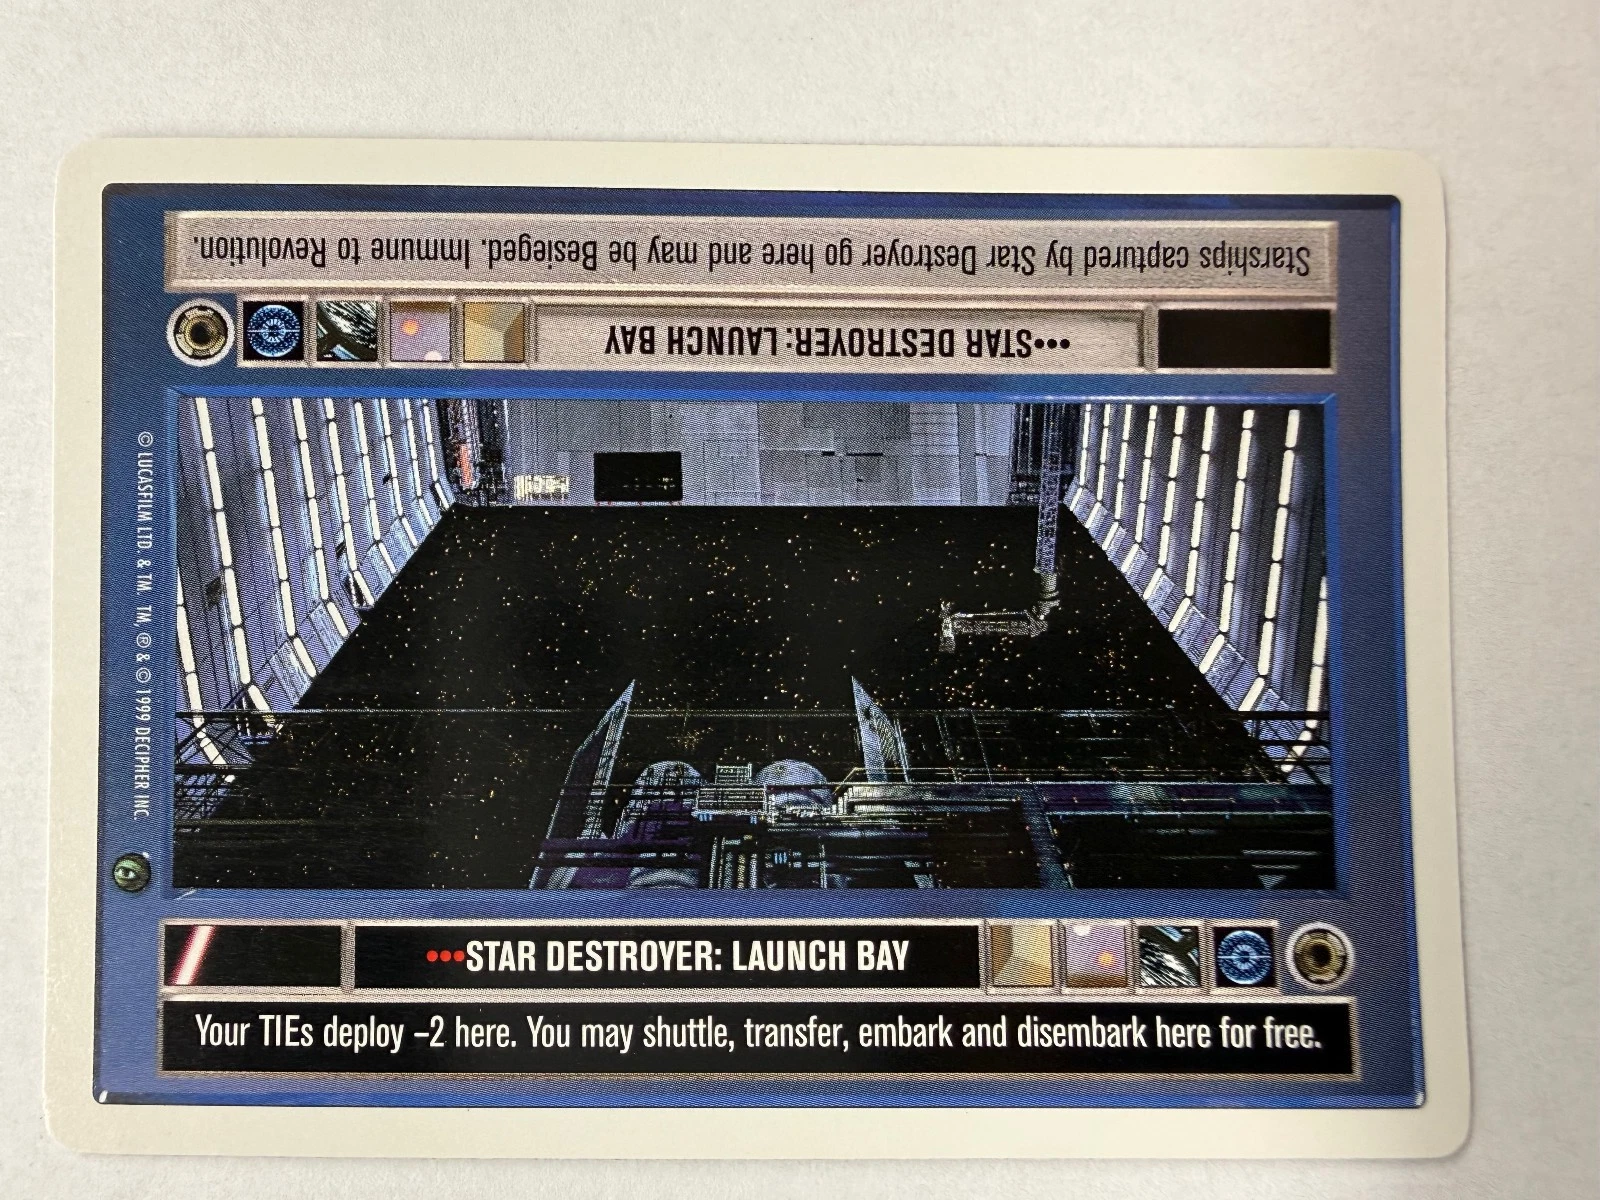 Starships captured by Star Destroyer go here and may be Besieged. Immune to Revolution.
•••STAR DESTROYER: LAUNCH BAY
© LUCASFILM LTD. & TM. TM, ® & © 1999 DECIPHER INC.
•••STAR DESTROYER: LAUNCH BAY
Your TIEs deploy –2 here. You may shuttle, transfer, embark and disembark here for free.